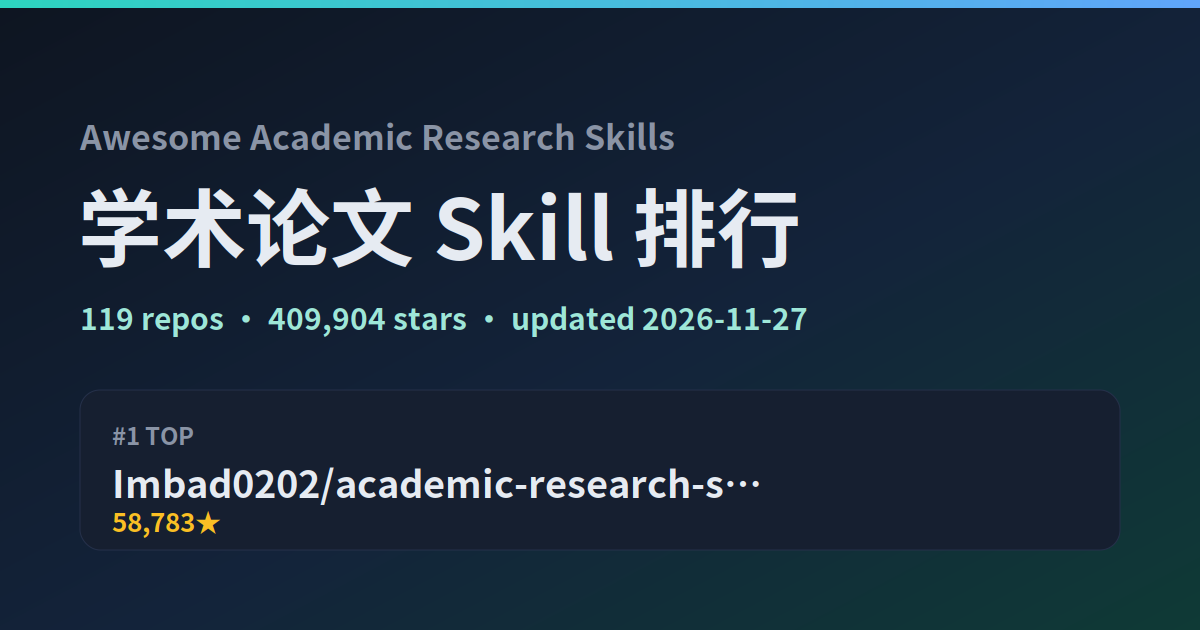 Awesome Academic Research Skills
学术论文 Skill 排行
119 repos · 409,904 stars · updated 2026-11-27
#1 TOP
Imbad0202/academic-research-s…
58,783★